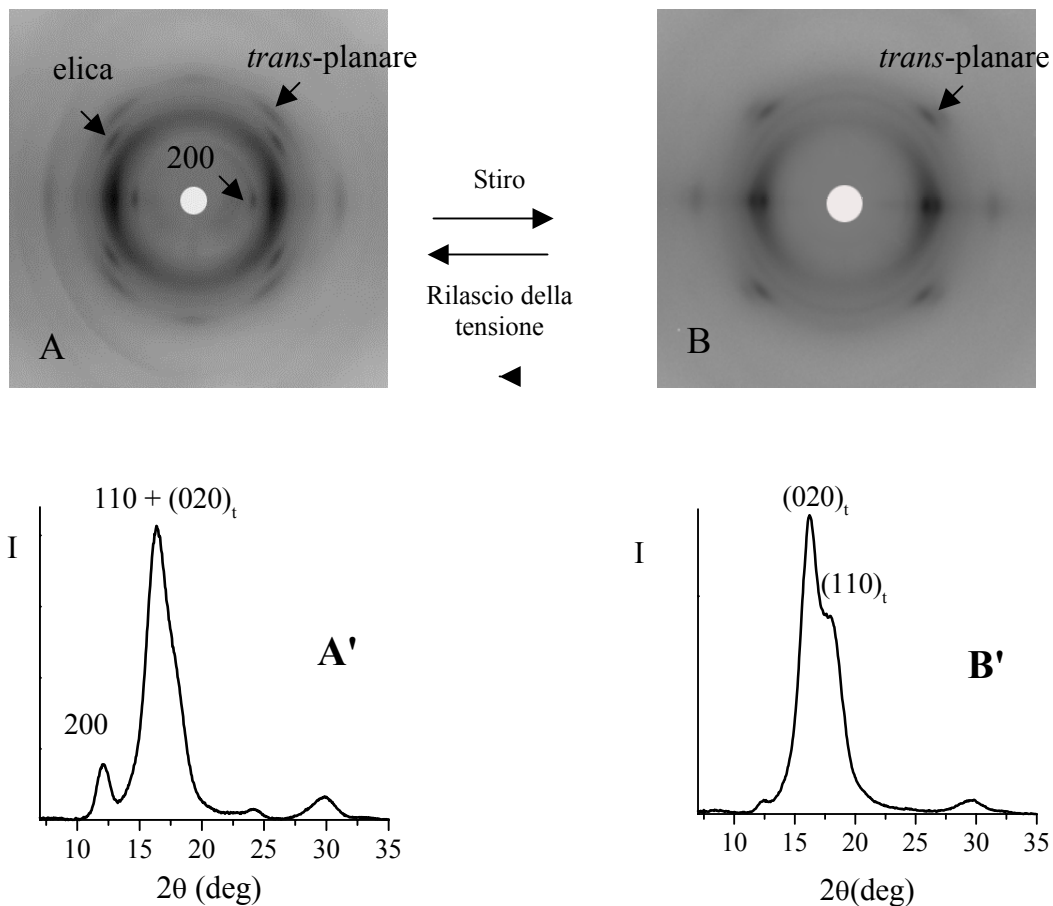 elica
trans-planare
200
A
Stiro
Rilascio della
tensione
trans-planare
B
110 + (020)t
I
A'
200
10 15 20 25 30 35
2θ (deg)
(020)t
I
(110)t
B'
10 15 20 25 30 35
2θ(deg)